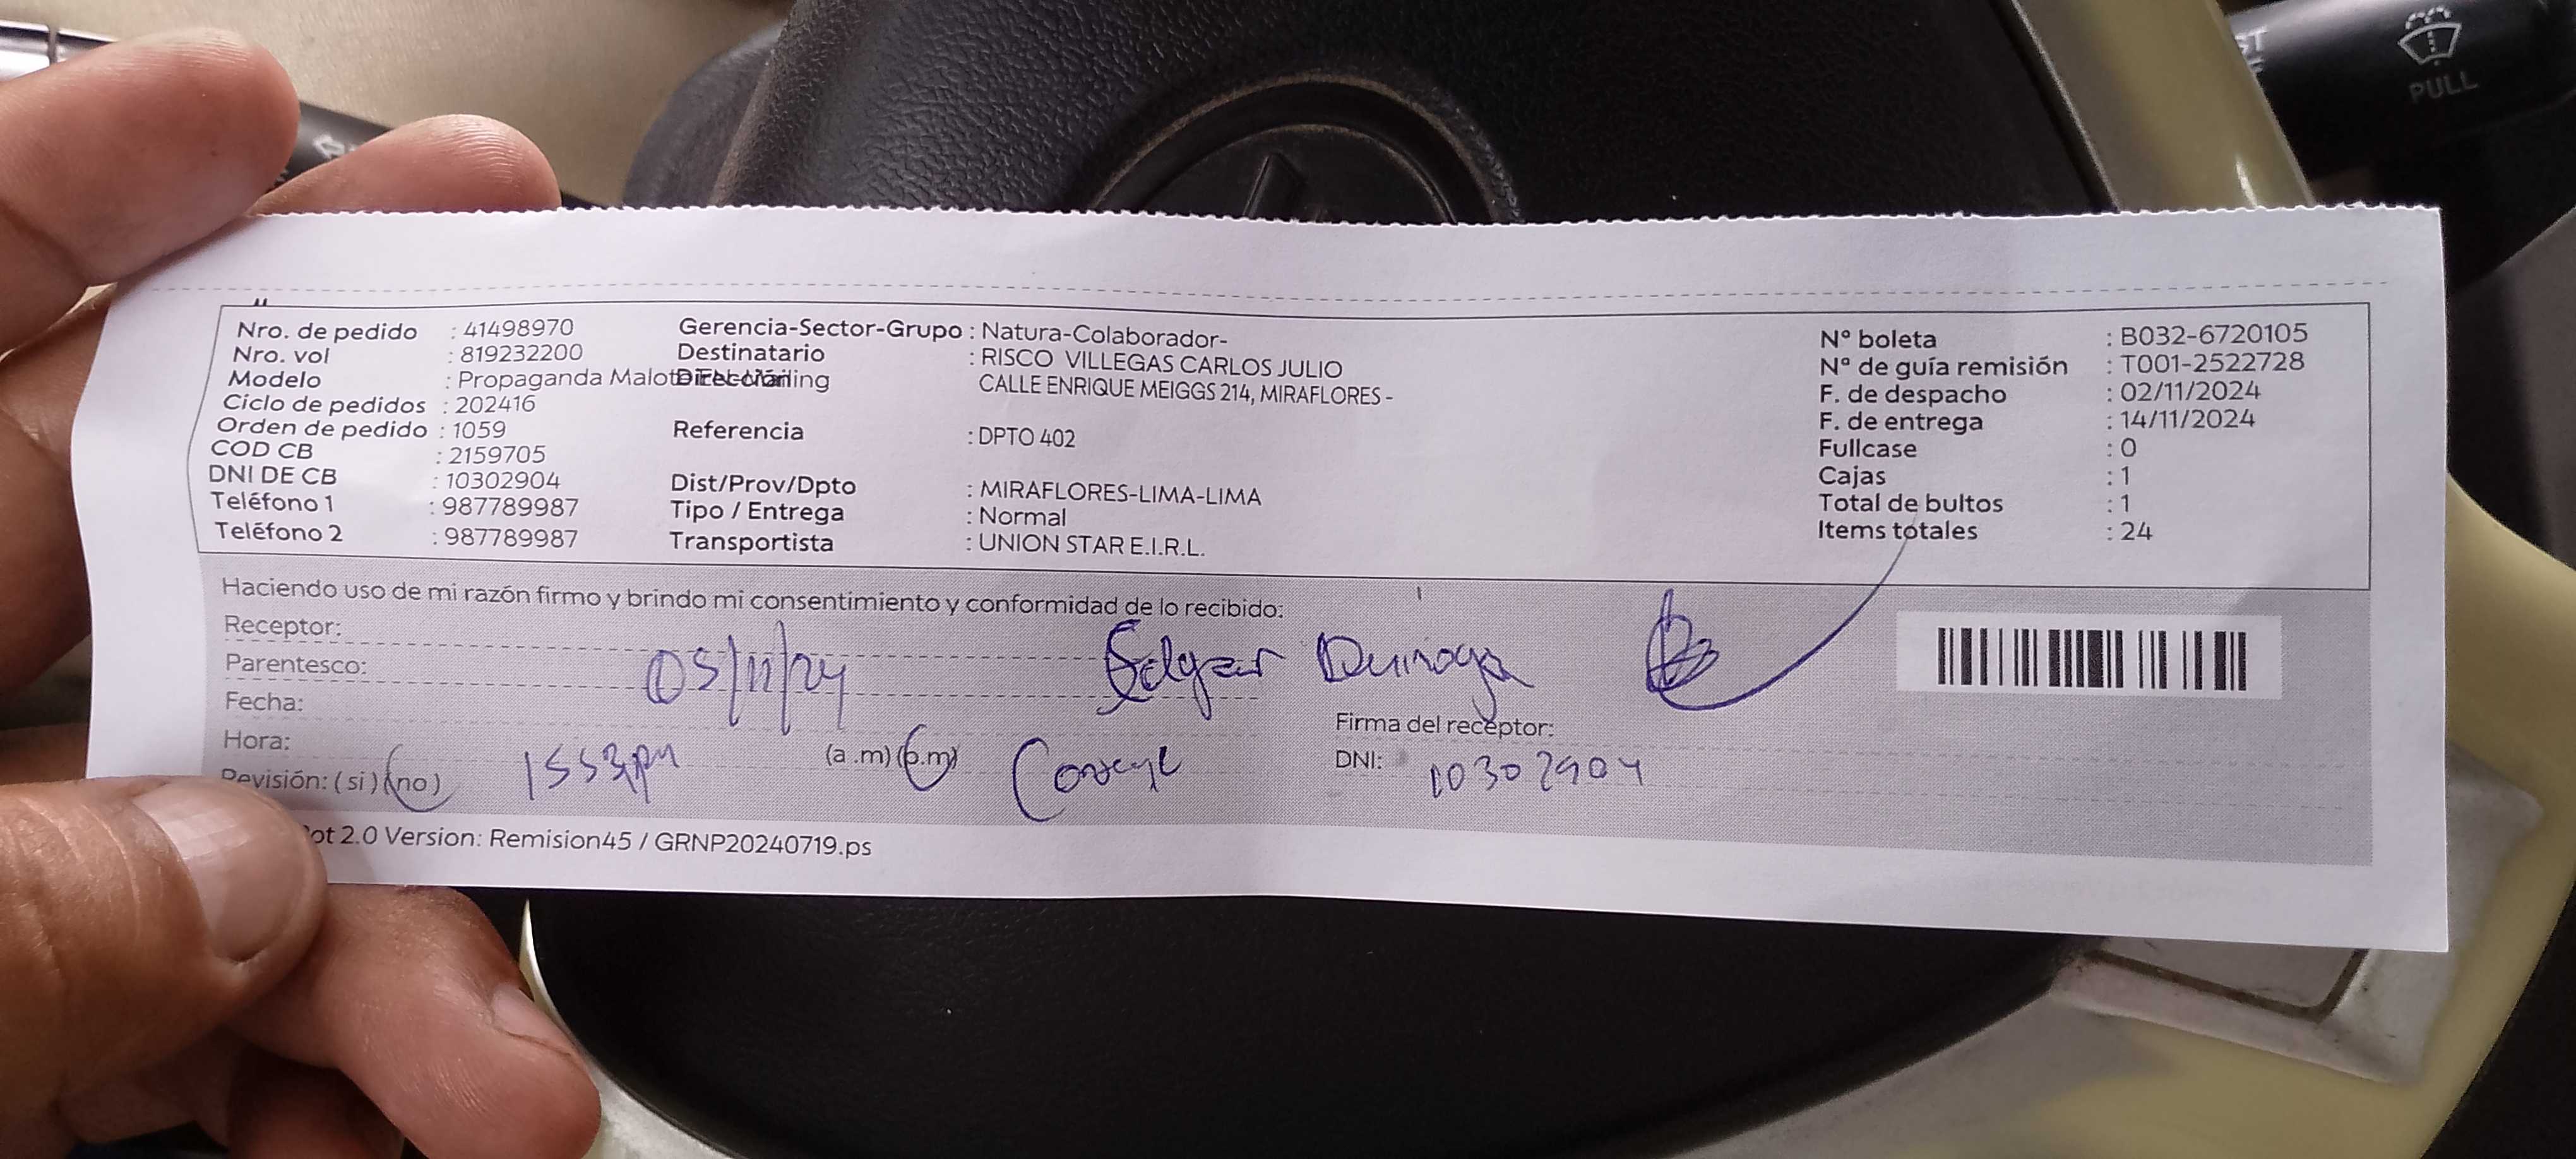 PULL
Nro. de pedido : 41498970
Nro. vol : 819232200
Modelo : Propaganda
Ciclo de pedidos : 202416
Orden de pedido : 1059
COD CB : 2159705
DNI DE CB : 10302904
Teléfono 1 : 987789987
Teléfono 2 : 987789987
Gerencia-Sector-Grupo : Natura-Colaborador-
Destinatario : RISCO VILLEGAS CARLOS JULIO
Dirección CALLE ENRIQUE MEIGGS 214, MIRAFLORES -
Referencia : DPTO 402
Dist/Prov/Dpto : MIRAFLORES-LIMA-LIMA
Tipo / Entrega : Normal
Transportista : UNION STAR E.I.R.L.
Nº boleta : B032-6720105
Nº de guía remisión : T001-2522728
F. de despacho : 02/11/2024
F. de entrega : 14/11/2024
Fullcase : 0
Cajas : 1
Total de bultos : 1
Items totales : 24
Haciendo uso de mi razón firmo y brindo mi consentimiento y conformidad de lo recibido:
Receptor:
Parentesco: 05/11/24 Edgar
Fecha:
Firma del receptor:
Hora: 1553pm (a .m) (p.m)
DNI: 10302904
Revisión: ( si ) (no )
ot 2.0 Version: Remision45 / GRNP20240719.ps